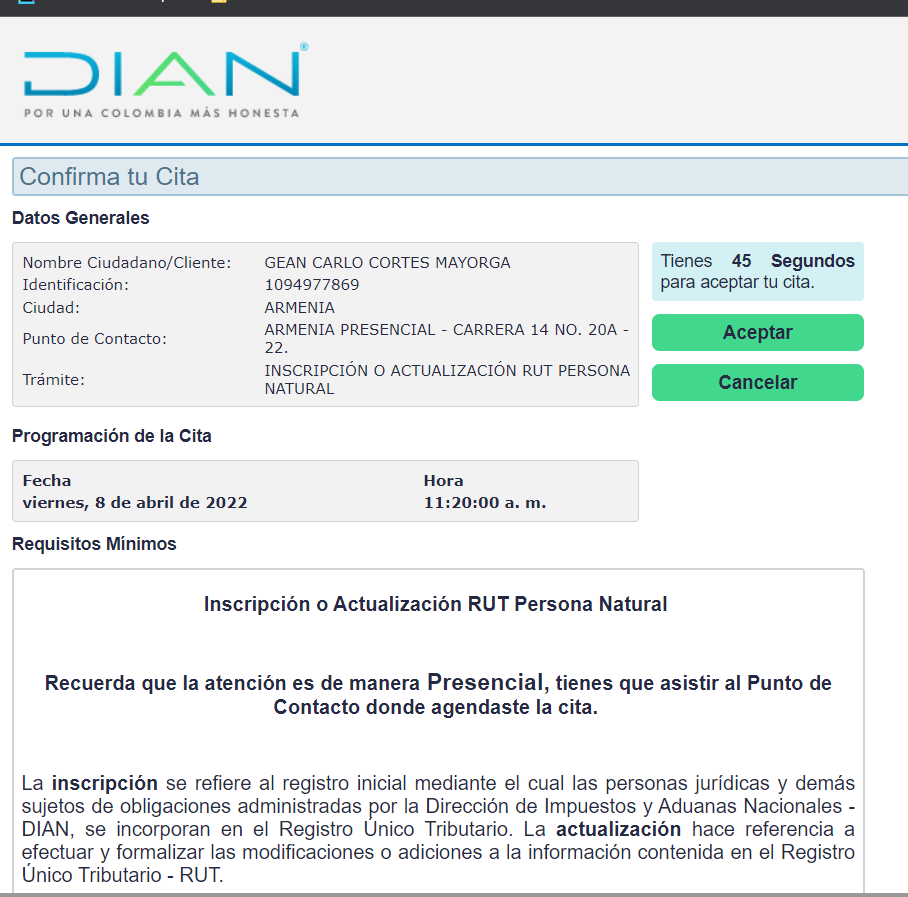 DIAN®
POR UNA COLOMBIA MÁS HONESTA
Confirma tu Cita
Datos Generales
Nombre Ciudadano/Cliente: GEAN CARLO CORTES MAYORGA
Identificación: 1094977869
Ciudad: ARMENIA
Punto de Contacto: ARMENIA PRESENCIAL - CARRERA 14 NO. 20A -
22.
Trámite: INSCRIPCIÓN O ACTUALIZACIÓN RUT PERSONA
NATURAL
Tienes 45 Segundos
para aceptar tu cita.
Aceptar
Cancelar
Programación de la Cita
Fecha Hora
viernes, 8 de abril de 2022 11:20:00 a. m.
Requisitos Mínimos
Inscripción o Actualización RUT Persona Natural
Recuerda que la atención es de manera Presencial, tienes que asistir al Punto de
Contacto donde agendaste la cita.
La inscripción se refiere al registro inicial mediante el cual las personas jurídicas y demás
sujetos de obligaciones administradas por la Dirección de Impuestos y Aduanas Nacionales -
DIAN, se incorporan en el Registro Único Tributario. La actualización hace referencia a
efectuar y formalizar las modificaciones o adiciones a la información contenida en el Registro
Único Tributario - RUT.